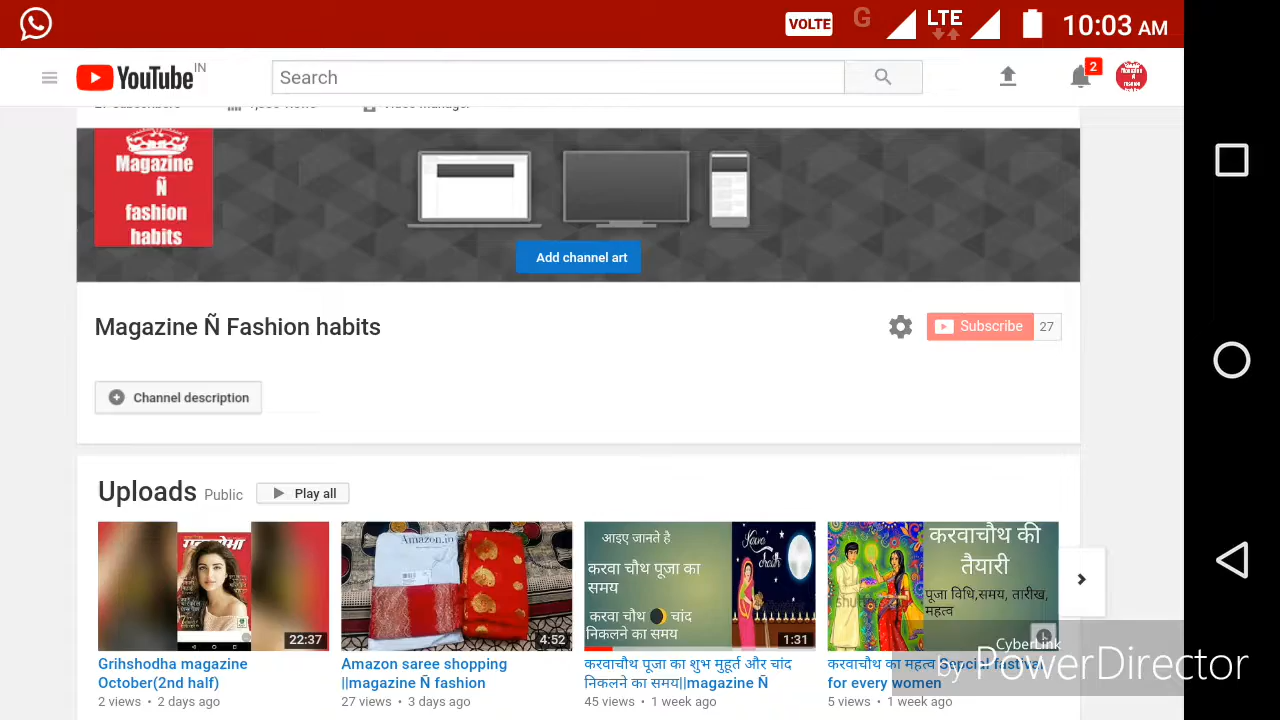 VOLTE G LTE 10:03 AM
YouTube IN
Search
2
Magazine
Ñ
fashion
habits
Add channel art
Magazine Ñ Fashion habits
Subscribe 27
Channel description
Uploads Public Play all
22:37
Amazon.in
4:52
आइए जानते है
करवा चौथ पूजा का
समय
करवा चौथ चांद
निकलने का समय
1:31
करवाचौथ की
तैयारी
पूजा विधि,समय, तारीख,
महत्व
Grihshodha magazine
October(2nd half)
2 views • 2 days ago
Amazon saree shopping
||magazine Ñ fashion
27 views • 3 days ago
करवाचौथ पूजा का शुभ मुहूर्त और चांद
निकलने का समय||magazine Ñ
45 views • 1 week ago
करवाचौथ का महत्व
for every women
5 views • 1 week ago
CyberLink
by PowerDirector